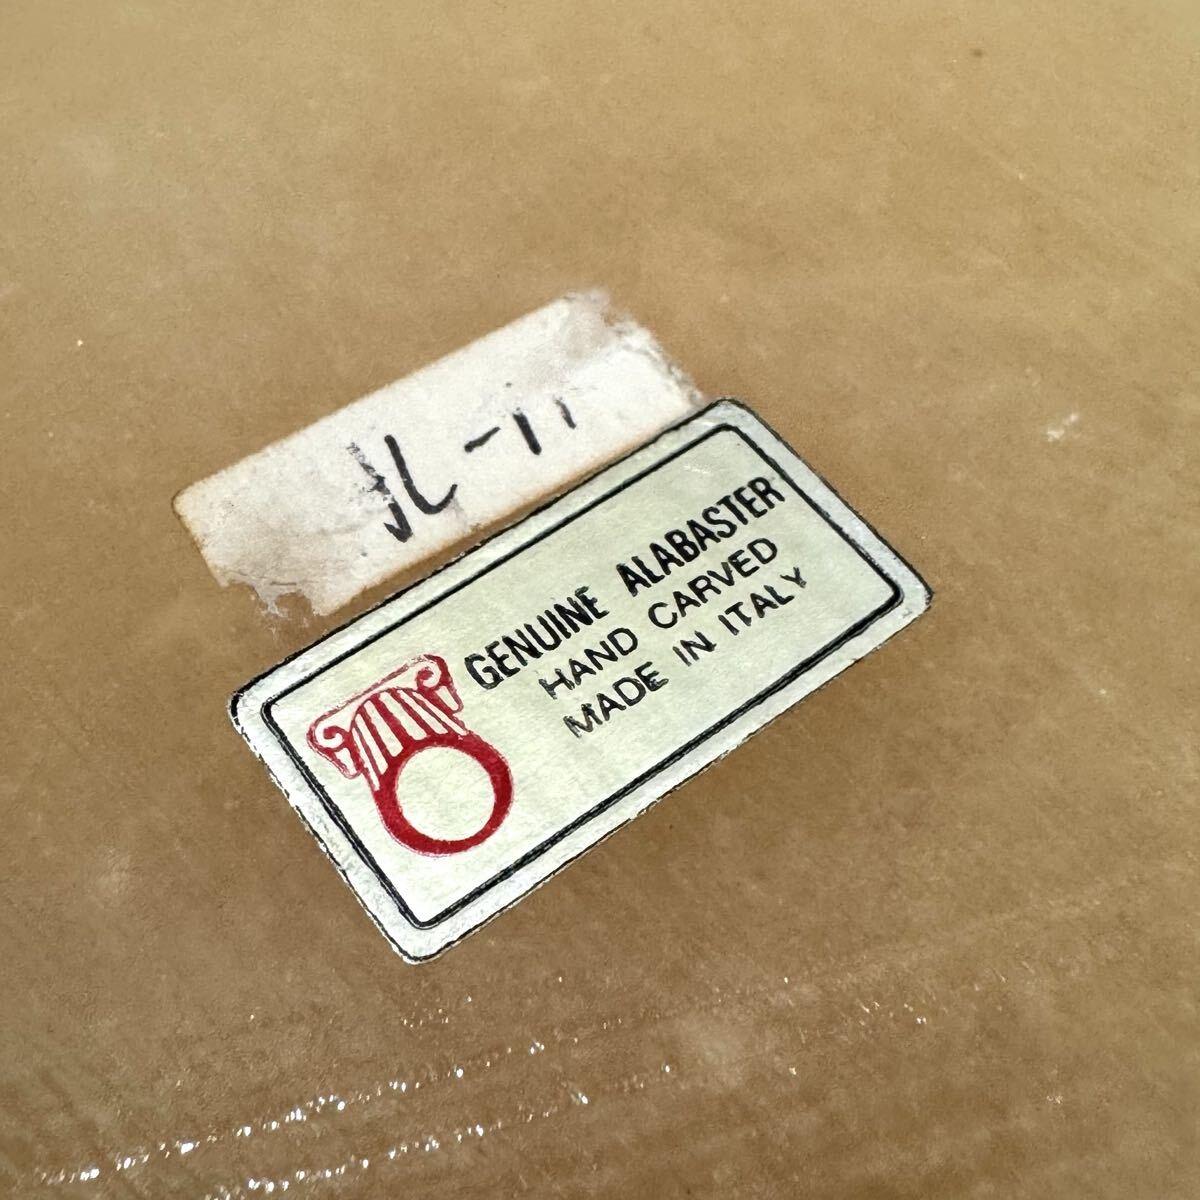 GENUINE ALABASTER
HAND CARVED
MADE IN ITALY